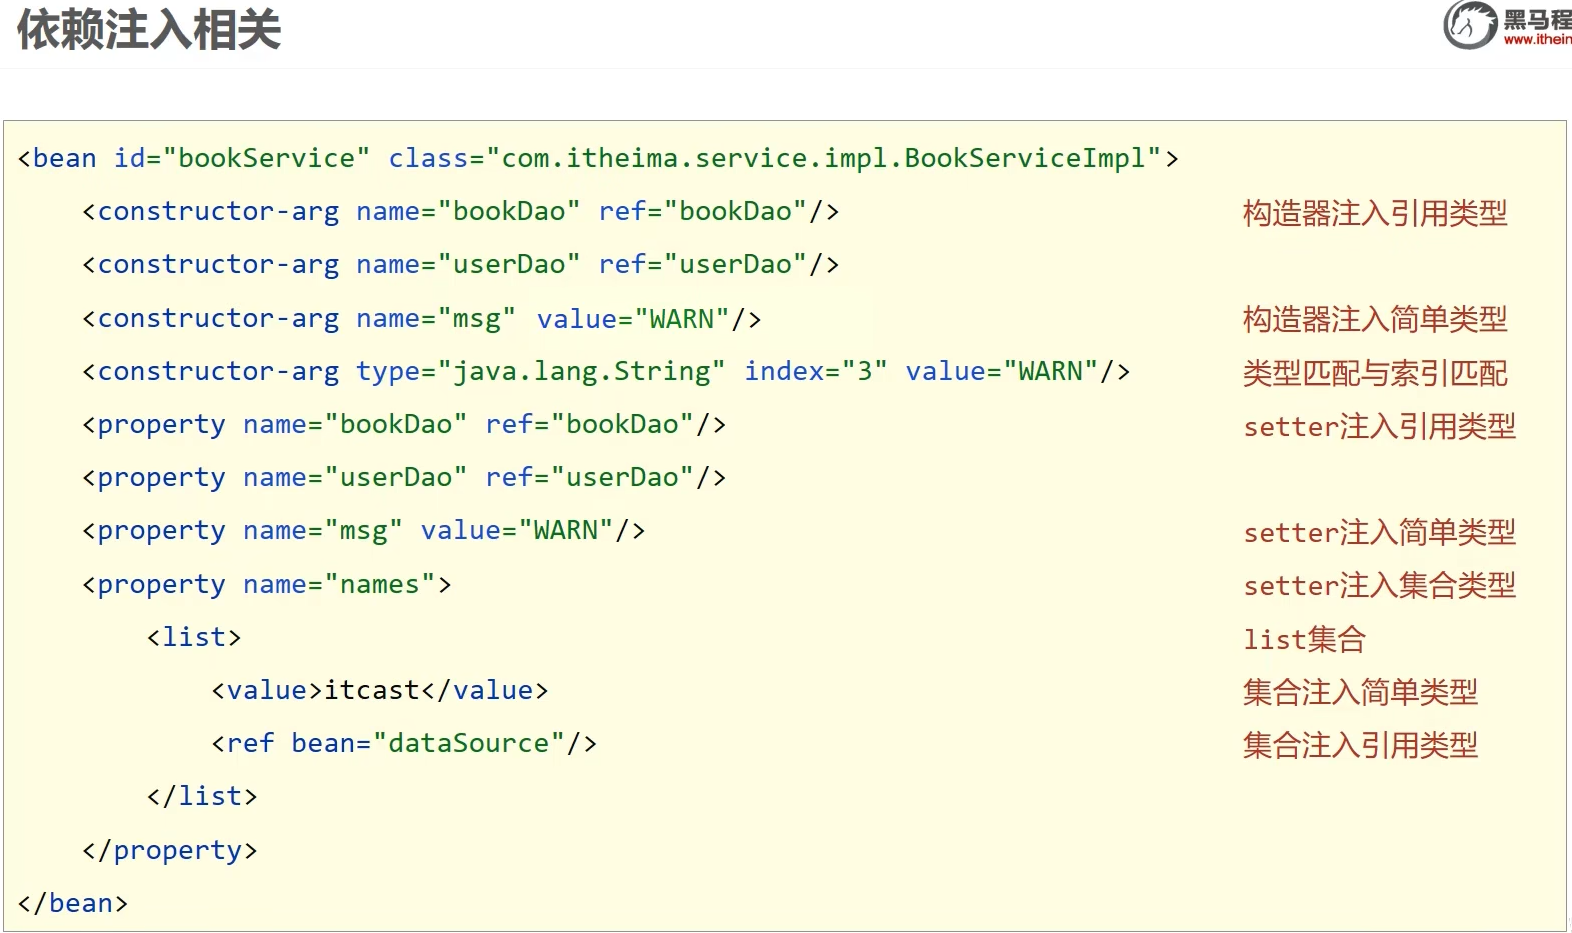 依赖注入相关
黑马程
www.ithein
<bean id="bookService" class="com.itheima.service.impl.BookServiceImpl">
<constructor-arg name="bookDao" ref="bookDao"/> 构造器注入引用类型
<constructor-arg name="userDao" ref="userDao"/>
<constructor-arg name="msg" value="WARN"/> 构造器注入简单类型
<constructor-arg type="java.lang.String" index="3" value="WARN"/> 类型匹配与索引匹配
<property name="bookDao" ref="bookDao"/> setter注入引用类型
<property name="userDao" ref="userDao"/>
<property name="msg" value="WARN"/> setter注入简单类型
<property name="names"> setter注入集合类型
<list> list集合
<value>itcast</value> 集合注入简单类型
<ref bean="dataSource"/> 集合注入引用类型
</list>
</property>
</bean>